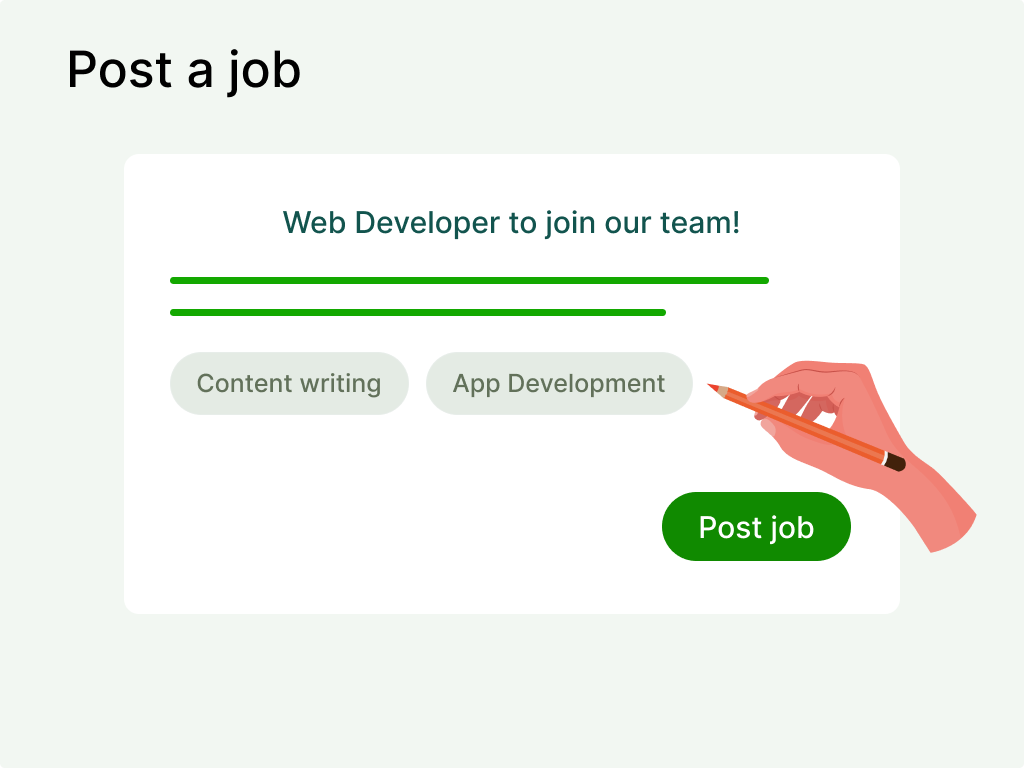 Post a job
Web Developer to join our team!
Content writing
App Development
Post job